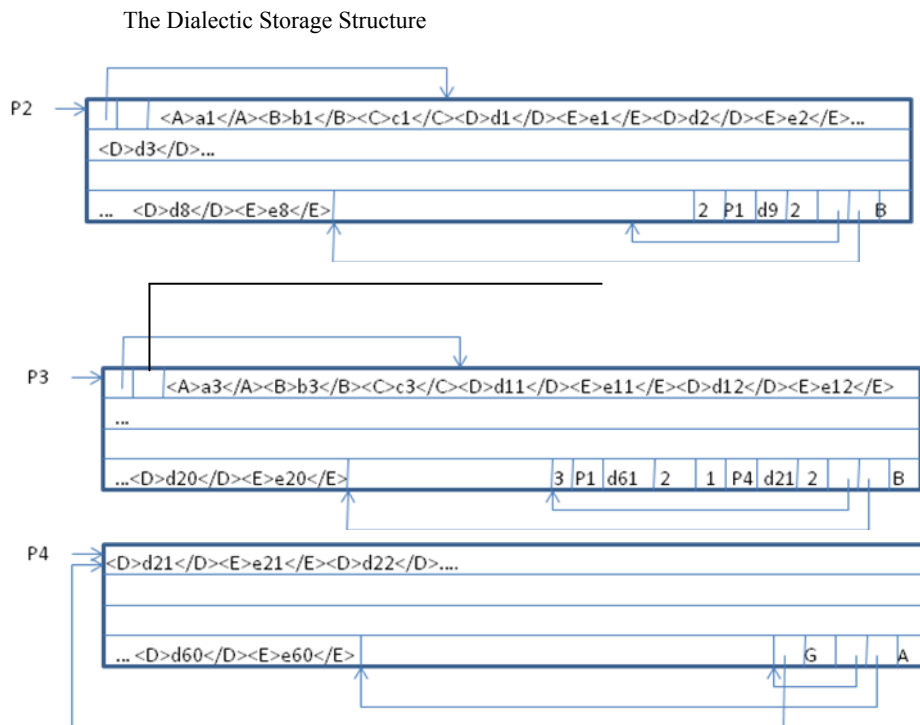 The Dialectic Storage Structure
P2
<A>a1</A><B>b1</B><C>c1</C><D>d1</D><E>e1</E><D>d2</D><E>e2</E>...
<D>d3</D>...
... <D>d8</D><E>e8</E> 2 P1 d9 2 B
P3
<A>a3</A><B>b3</B><C>c3</C><D>d11</D><E>e11</E><D>d12</D><E>e12</E>
...
...<D>d20</D><E>e20</E> 3 P1 d61 2 1 P4 d21 2 B
P4
<D>d21</D><E>e21</E><D>d22</D>....
... <D>d60</D><E>e60</E> G A